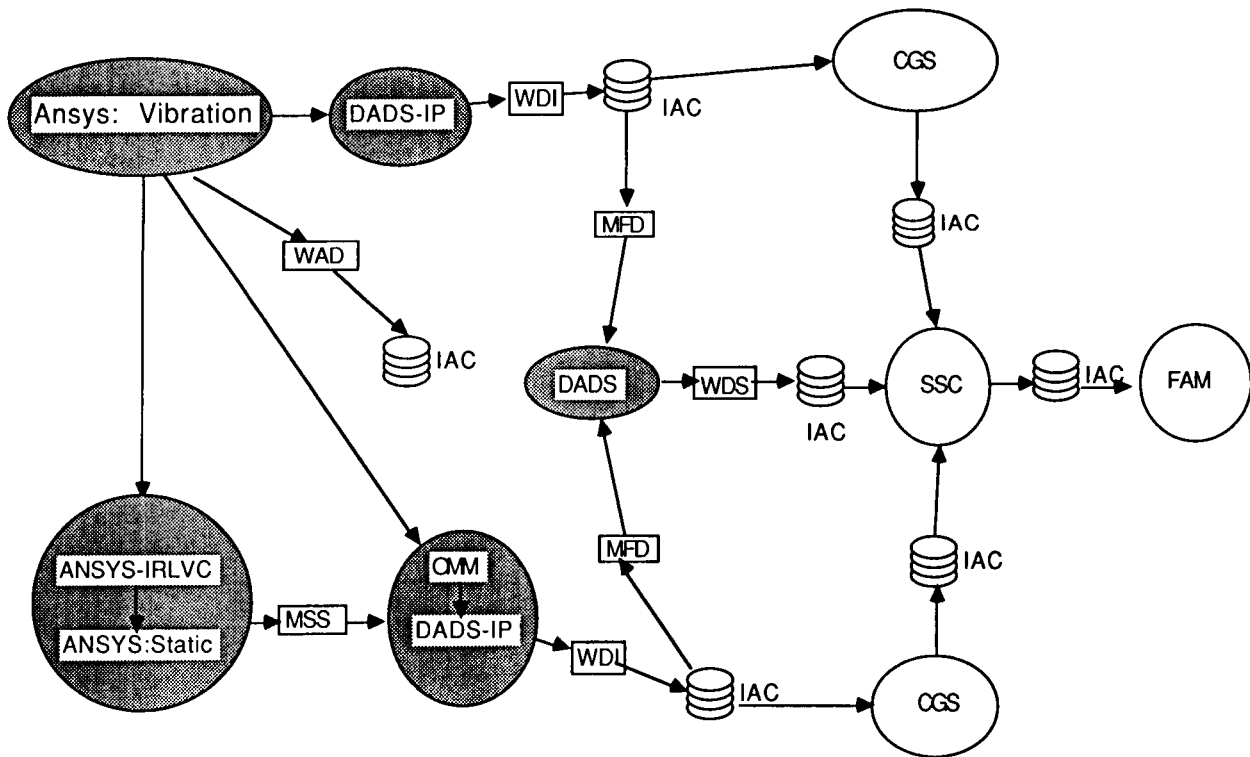 CGS
Ansys: Vibration
DADS-IP
WDI
IAC
MFD
IAC
WAD
IAC
DADS
WDS
IAC
SSC
IAC
FAM
MFD
IAC
ANSYS-IRLVC
ANSYS:Static
MSS
CMM
DADS-IP
WDI
IAC
CGS